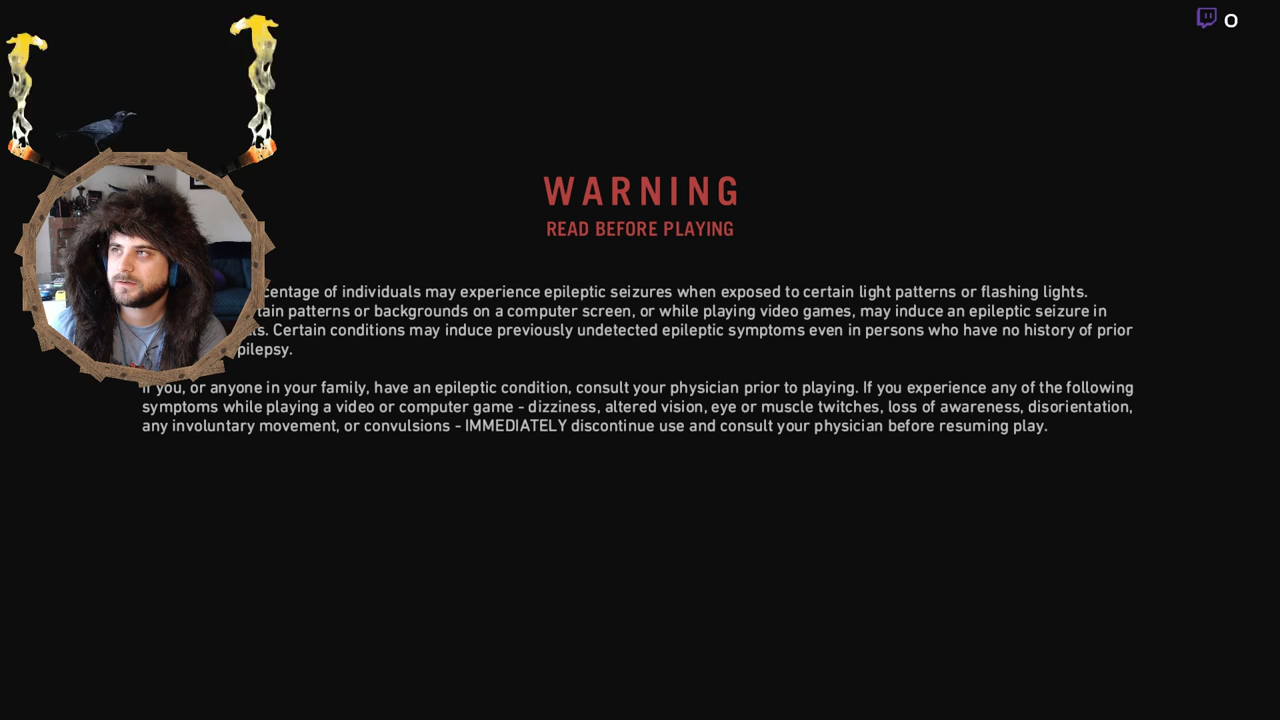 0
WARNING
READ BEFORE PLAYING
of individuals may experience epileptic seizures when exposed to certain light patterns or flashing lights.
patterns or backgrounds on a computer screen, or while playing video games, may induce an epileptic seizure in
Certain conditions may induce previously undetected epileptic symptoms even in persons who have no history of prior
If you, or anyone in your family, have an epileptic condition, consult your physician prior to playing. If you experience any of the following
symptoms while playing a video or computer game - dizziness, altered vision, eye or muscle twitches, loss of awareness, disorientation,
any involuntary movement, or convulsions - IMMEDIATELY discontinue use and consult your physician before resuming play.